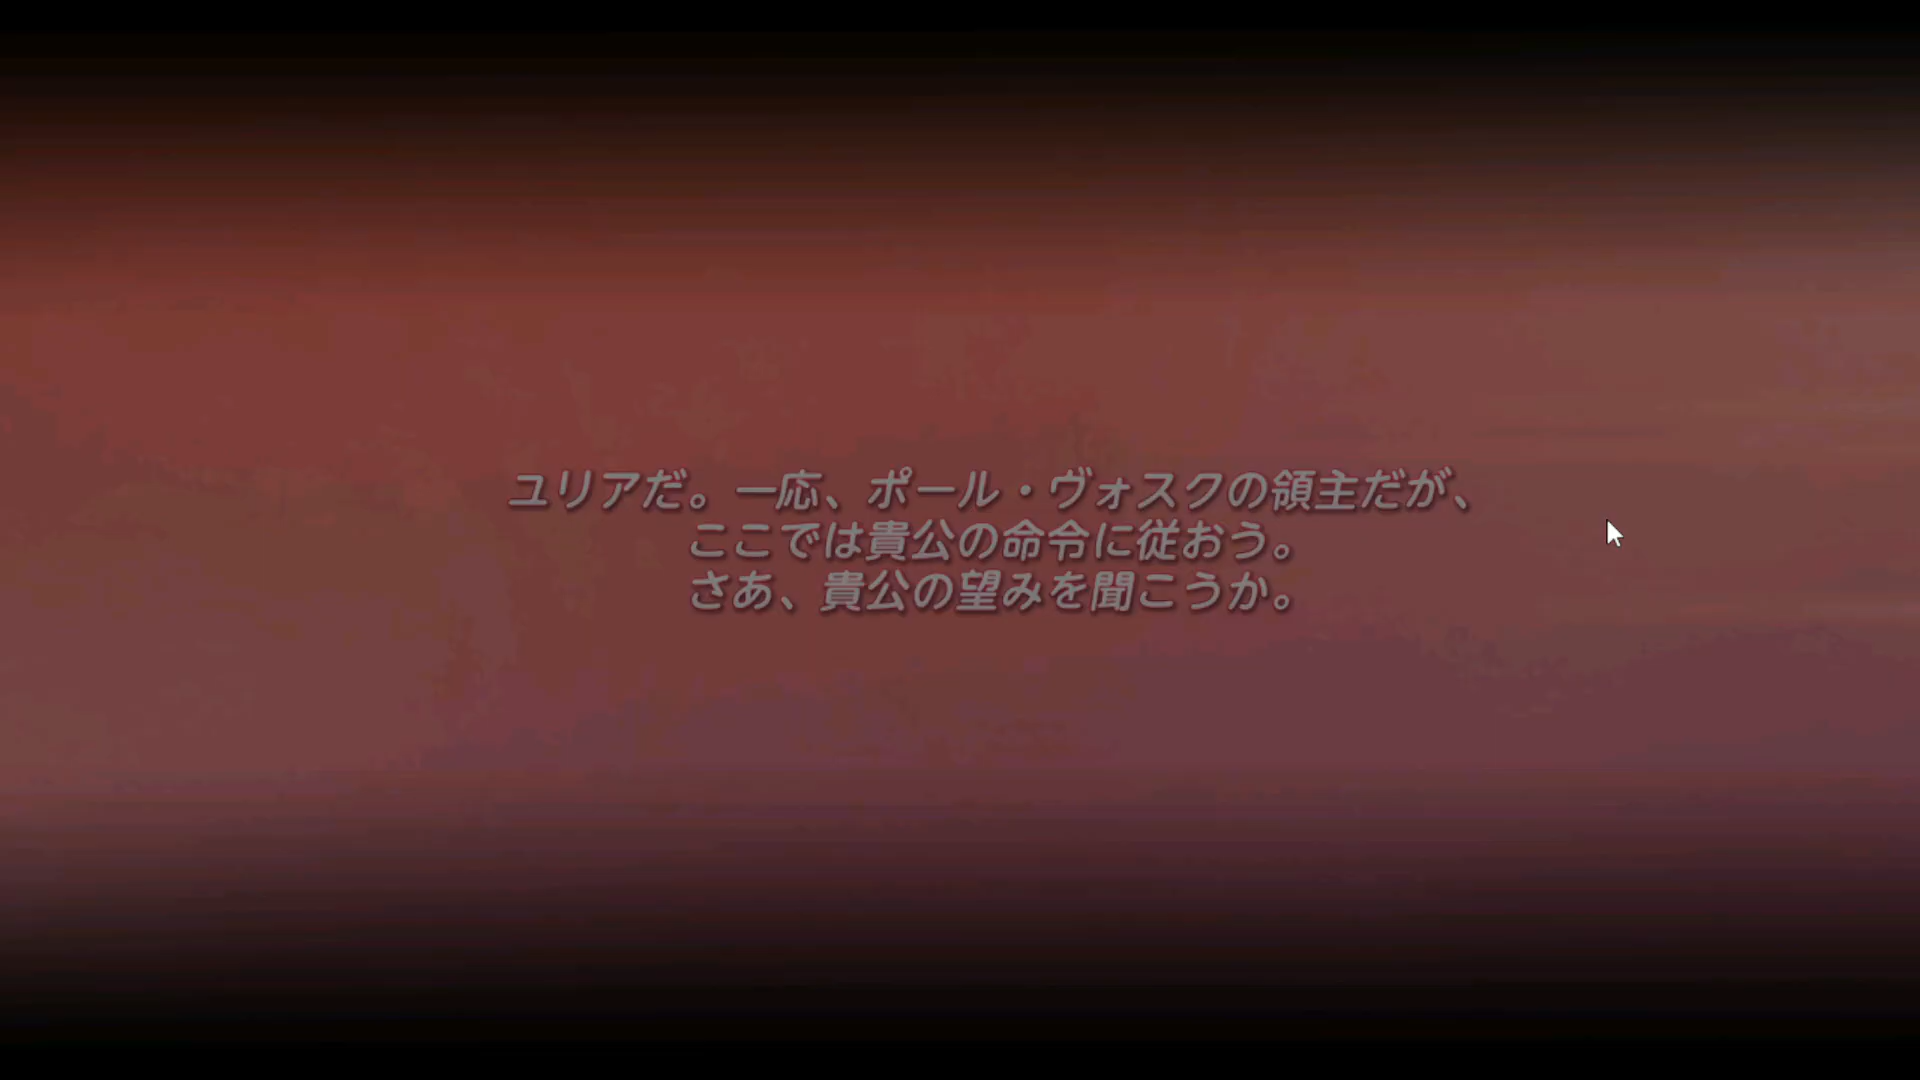 ユリアだ。一応、ポール・ヴォスクの領主だが、
ここでは貴公の命令に従おう。
さあ、貴公の望みを聞こうか。